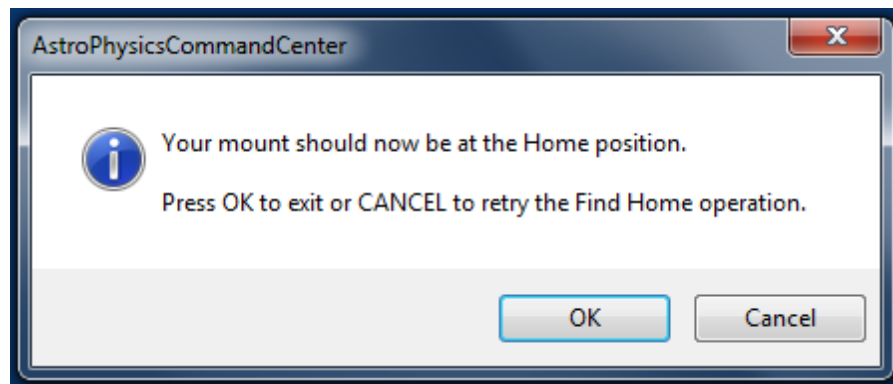 AstroPhysicsCommandCenter
Your mount should now be at the Home position.
Press OK to exit or CANCEL to retry the Find Home operation.
OK
Cancel